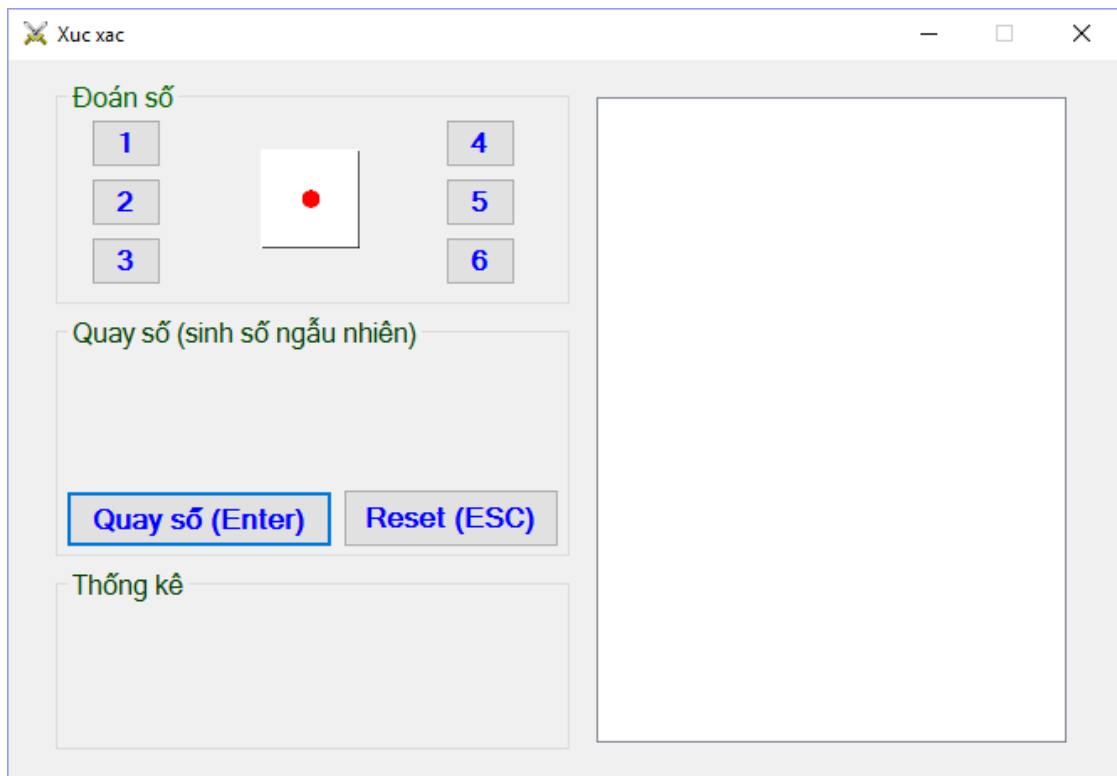 Xuc xac
Đoán số
1
4
2
5
3
6
Quay số (sinh số ngẫu nhiên)
Quay số (Enter)
Reset (ESC)
Thống kê